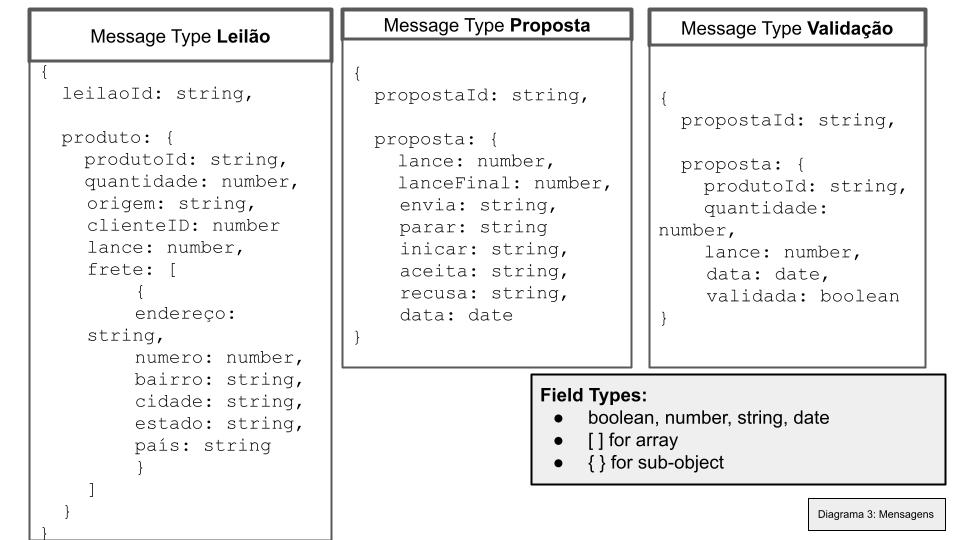 Message Type Leilão
{
leilaoId: string,
produto: {
produtoId: string,
quantidade: number,
origem: string,
clienteID: number
lance: number,
frete: [
{
endereço:
string,
numero: number,
bairro: string,
cidade: string,
estado: string,
país: string
}
]
}
}
Message Type Proposta
{
propostaId: string,
proposta: {
lance: number,
lanceFinal: number,
envia: string,
parar: string
inicar: string,
aceita: string,
recusa: string,
data: date
}
Message Type Validação
{
propostaId: string,
proposta: {
produtoId: string,
quantidade:
number,
lance: number,
data: date,
validada: boolean
}
Field Types:
● boolean, number, string, date
● [ ] for array
● { } for sub-object
Diagrama 3: Mensagens